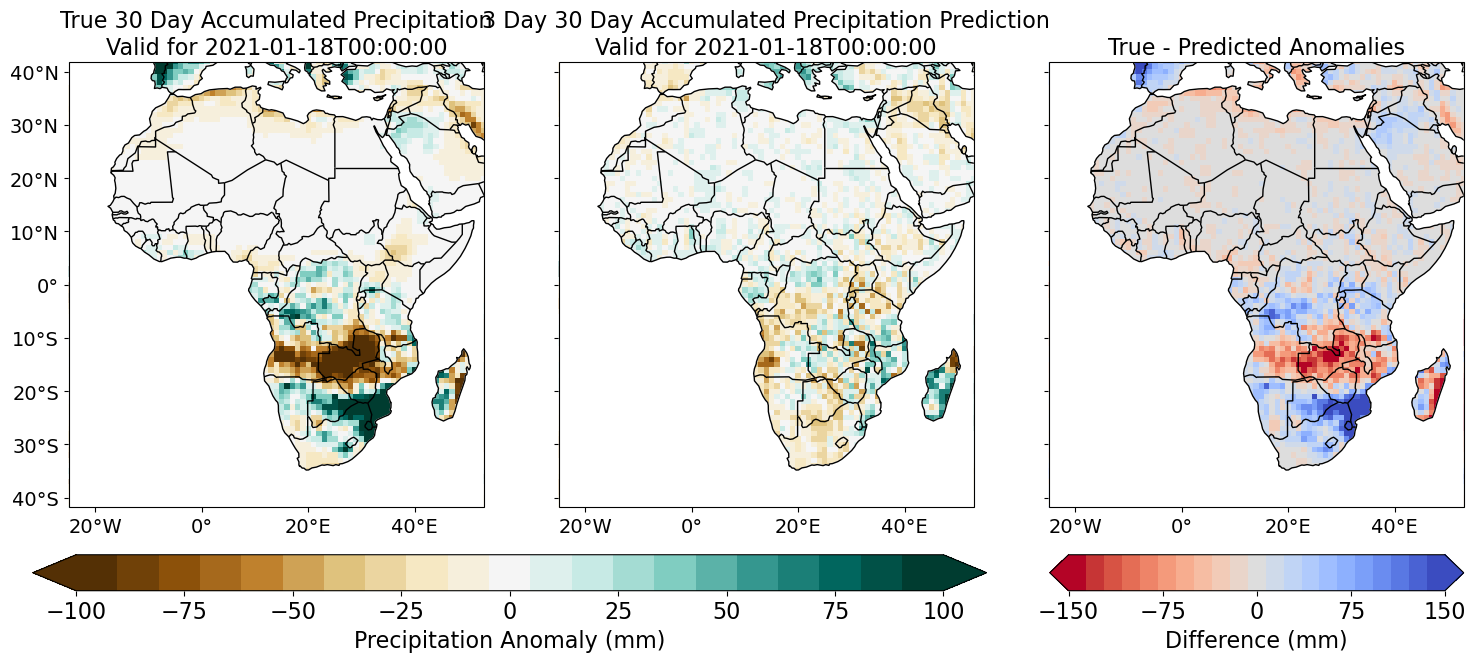 True 30 Day Accumulated Precipitation
Valid for 2021-01-18T00:00:00
3 Day 30 Day Accumulated Precipitation Prediction
Valid for 2021-01-18T00:00:00
True - Predicted Anomalies
40°N
30°N
20°N
10°N
0°
10°S
20°S
30°S
40°S
20°W 0° 20°E 40°E
20°W 0° 20°E 40°E
20°W 0° 20°E 40°E
−100 −75 −50 −25 0 25 50 75 100
Precipitation Anomaly (mm)
−150 −75 0 75 150
Difference (mm)